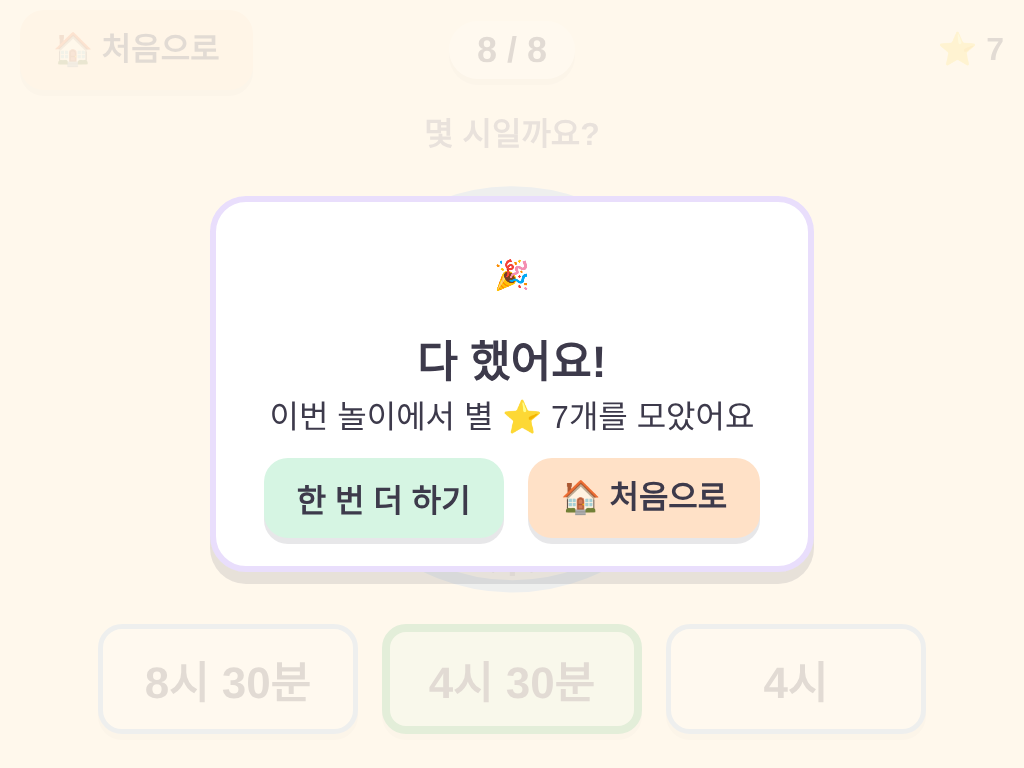 🏠 처음으로
8 / 8
⭐ 7
몇 시일까요?
🎉
다 했어요!
이번 놀이에서 별 ⭐ 7개를 모았어요
한 번 더 하기
🏠 처음으로
8시 30분
4시 30분
4시